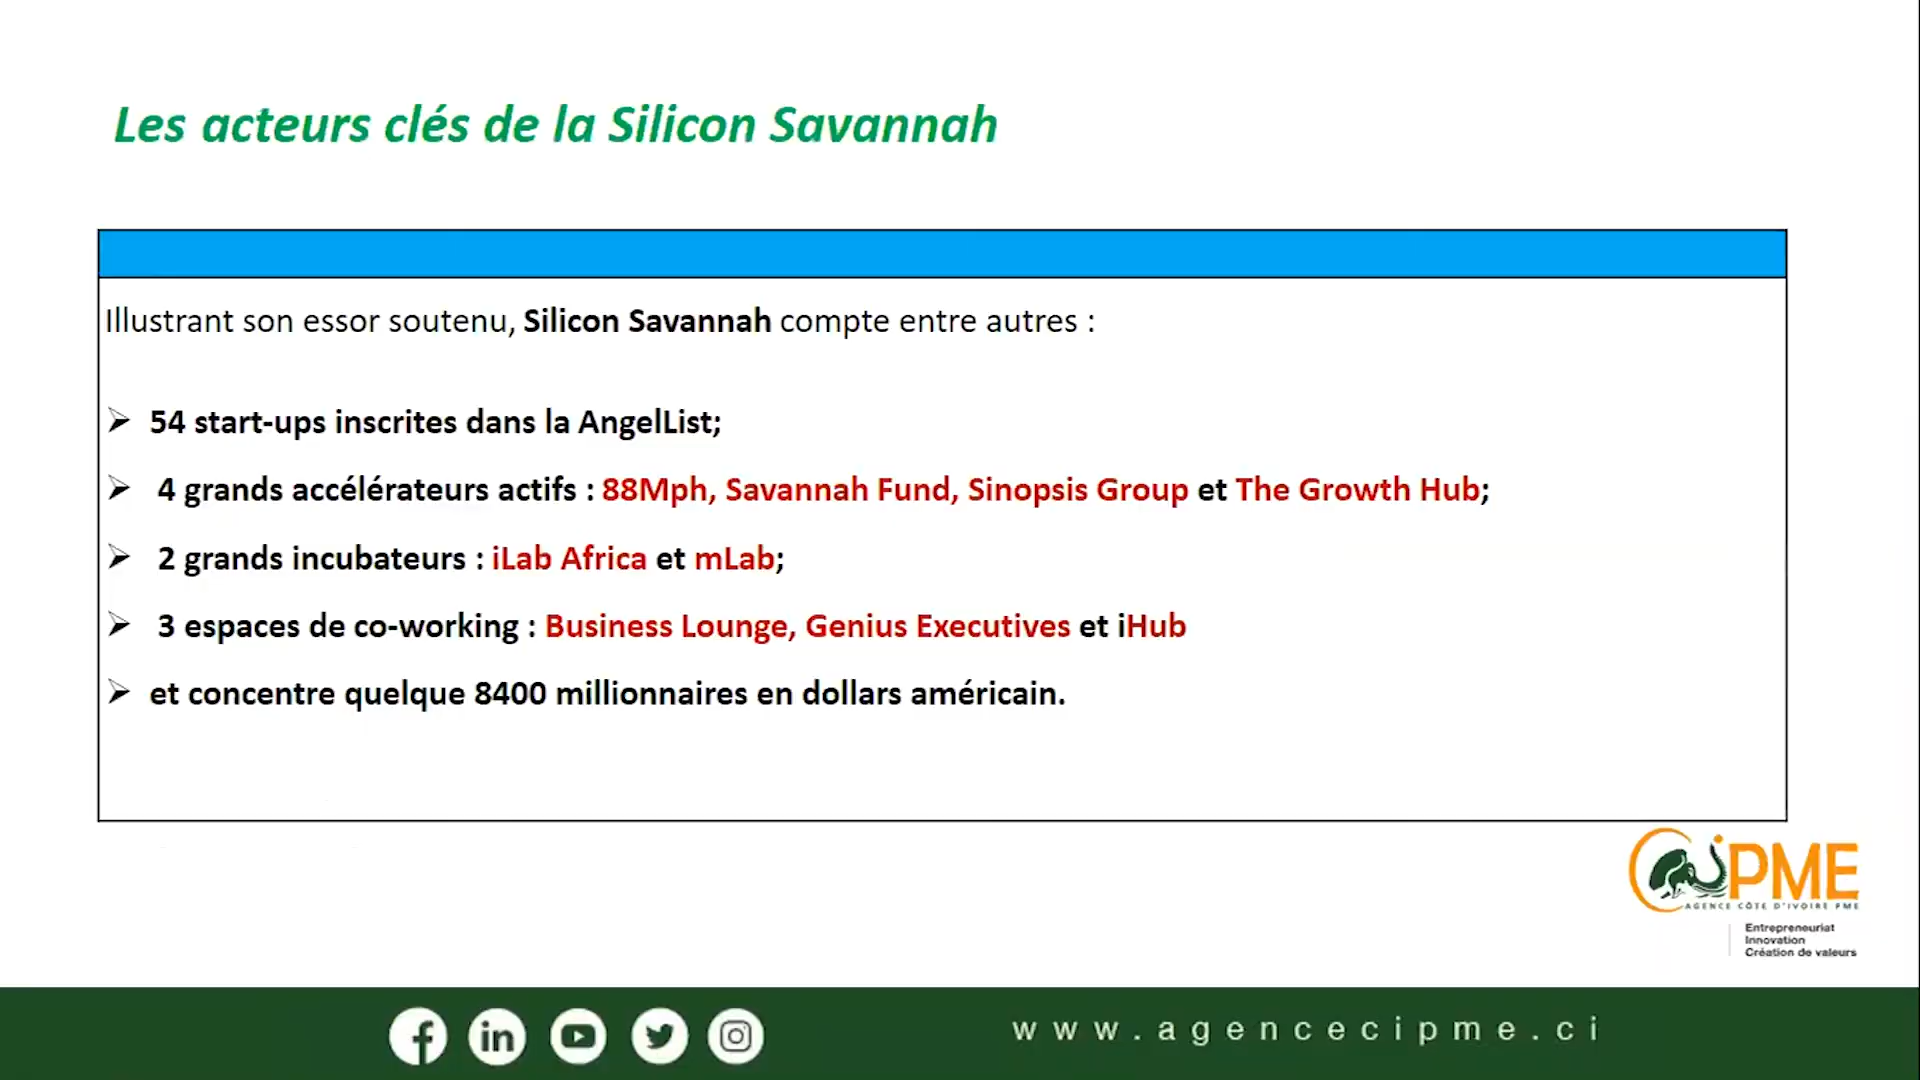 Les acteurs clés de la Silicon Savannah
Illustrant son essor soutenu, Silicon Savannah compte entre autres :
54 start-ups inscrites dans la AngelList;
4 grands accélérateurs actifs : 88Mph, Savannah Fund, Sinopsis Group et The Growth Hub;
2 grands incubateurs : iLab Africa et mLab;
3 espaces de co-working : Business Lounge, Genius Executives et iHub
et concentre quelque 8400 millionnaires en dollars américain.
CiPME
AGENCE CÔTE D'IVOIRE PME
Entrepreneuriat
Innovation
Création de valeurs
www.agencecipme.ci